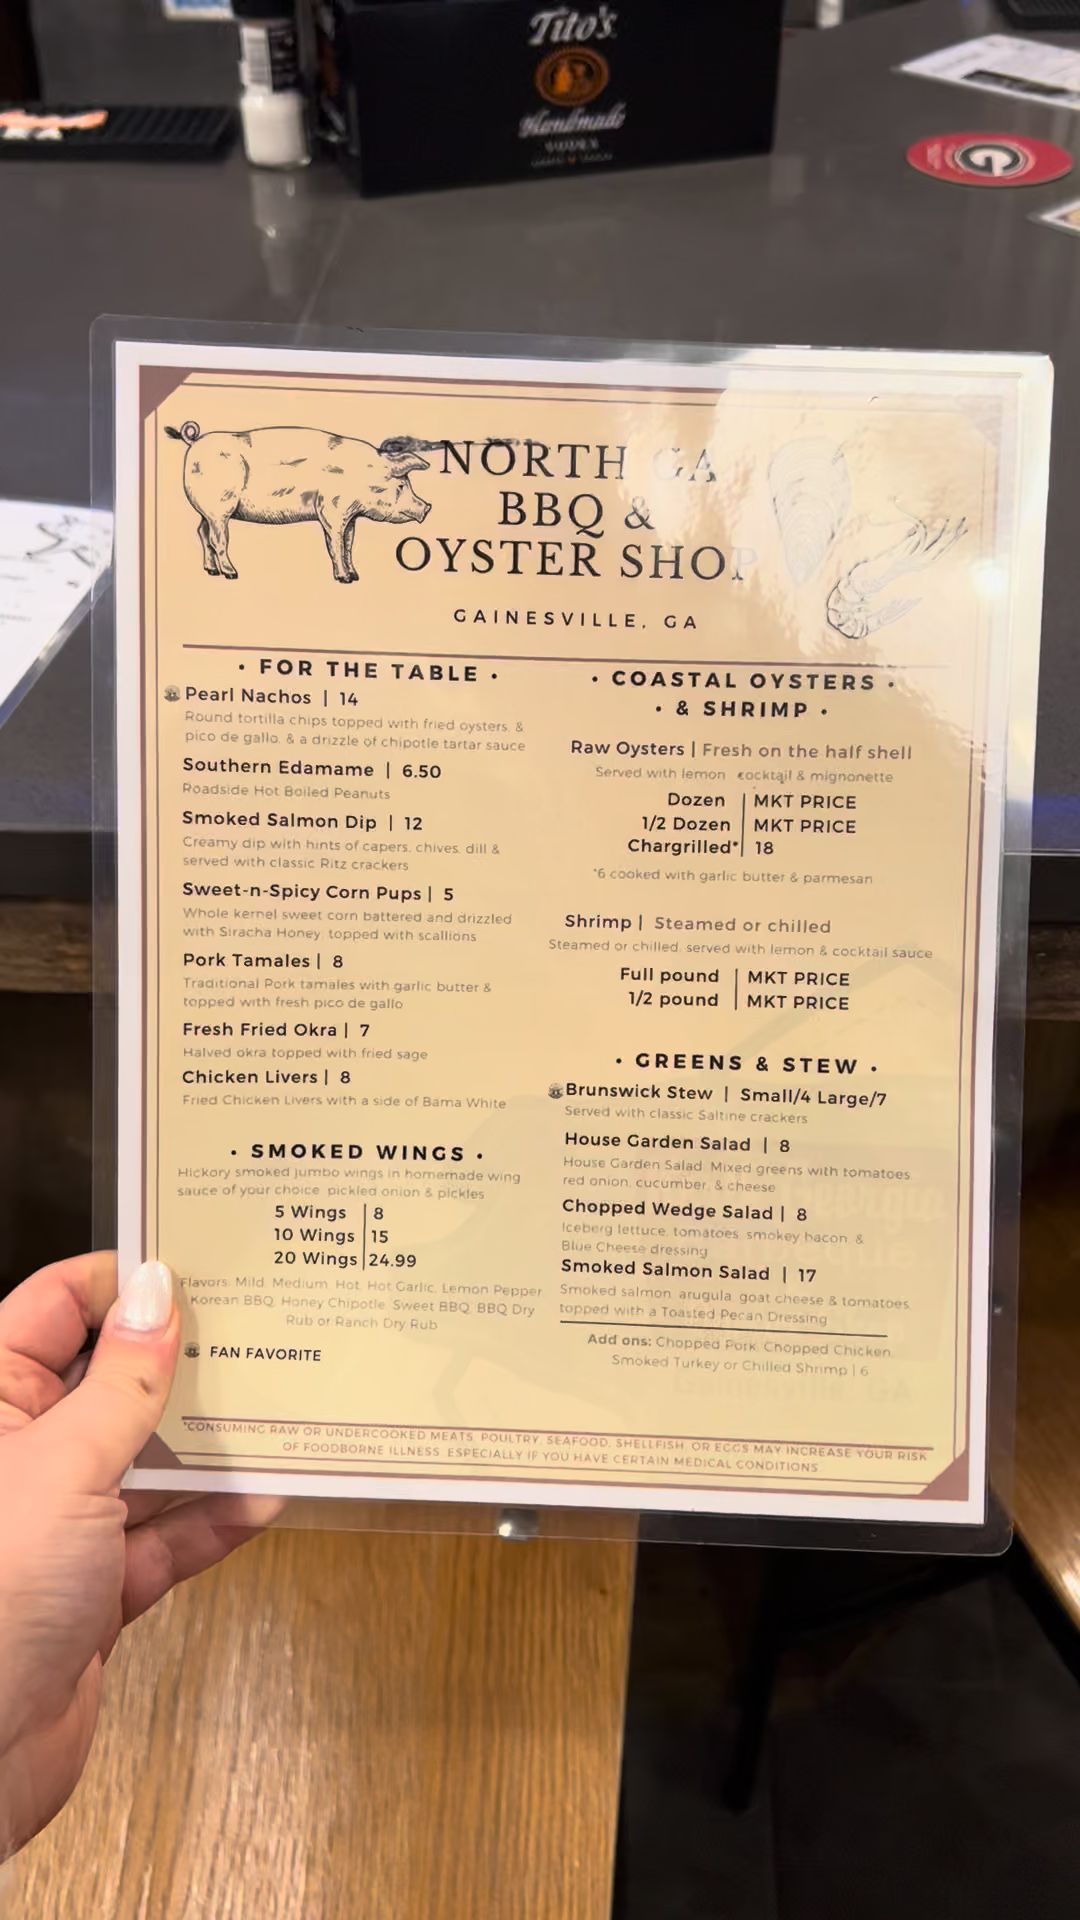 Tito's
Handmade
VODKA
G
NORTH GA
BBQ &
OYSTER SHOP
GAINESVILLE, GA
• FOR THE TABLE •
Pearl Nachos | 14
Round tortilla chips topped with fried oysters, &
pico de gallo, & a drizzle of chipotle tartar sauce
Southern Edamame | 6.50
Roadside Hot Boiled Peanuts
Smoked Salmon Dip | 12
Creamy dip with hints of capers, chives, dill &
served with classic Ritz crackers
Sweet-n-Spicy Corn Pups | 5
Whole kernel sweet corn battered and drizzled
with Siracha Honey, topped with scallions
Pork Tamales | 8
Traditional Pork tamales with garlic butter &
topped with fresh pico de gallo
Fresh Fried Okra | 7
Halved okra topped with fried sage
Chicken Livers | 8
Fried Chicken Livers with a side of Bama White
• SMOKED WINGS •
Hickory smoked jumbo wings in homemade wing
sauce of your choice, pickled onion & pickles
5 Wings | 8
10 Wings | 15
20 Wings | 24.99
Flavors: Mild, Medium, Hot, Hot Garlic, Lemon Pepper
Korean BBQ, Honey Chipotle, Sweet BBQ, BBQ Dry
Rub or Ranch Dry Rub
FAN FAVORITE
• COASTAL OYSTERS •
• & SHRIMP •
Raw Oysters | Fresh on the half shell
Served with lemon, cocktail & mignonette
Dozen | MKT PRICE
1/2 Dozen | MKT PRICE
Chargrilled* | 18
*6 cooked with garlic butter & parmesan
Shrimp | Steamed or chilled
Steamed or chilled, served with lemon & cocktail sauce
Full pound | MKT PRICE
1/2 pound | MKT PRICE
• GREENS & STEW •
Brunswick Stew | Small/4 Large/7
Served with classic Saltine crackers
House Garden Salad | 8
House Garden Salad Mixed greens with tomatoes,
red onion, cucumber, & cheese
Chopped Wedge Salad | 8
Iceberg lettuce, tomatoes, smokey bacon, &
Blue Cheese dressing
Smoked Salmon Salad | 17
Smoked salmon, arugula, goat cheese & tomatoes,
topped with a Toasted Pecan Dressing
Add ons: Chopped Pork, Chopped Chicken,
Smoked Turkey or Chilled Shrimp | 6
*CONSUMING RAW OR UNDERCOOKED MEATS, POULTRY, SEAFOOD, SHELLFISH, OR EGGS MAY INCREASE YOUR RISK
OF FOODBORNE ILLNESS, ESPECIALLY IF YOU HAVE CERTAIN MEDICAL CONDITIONS